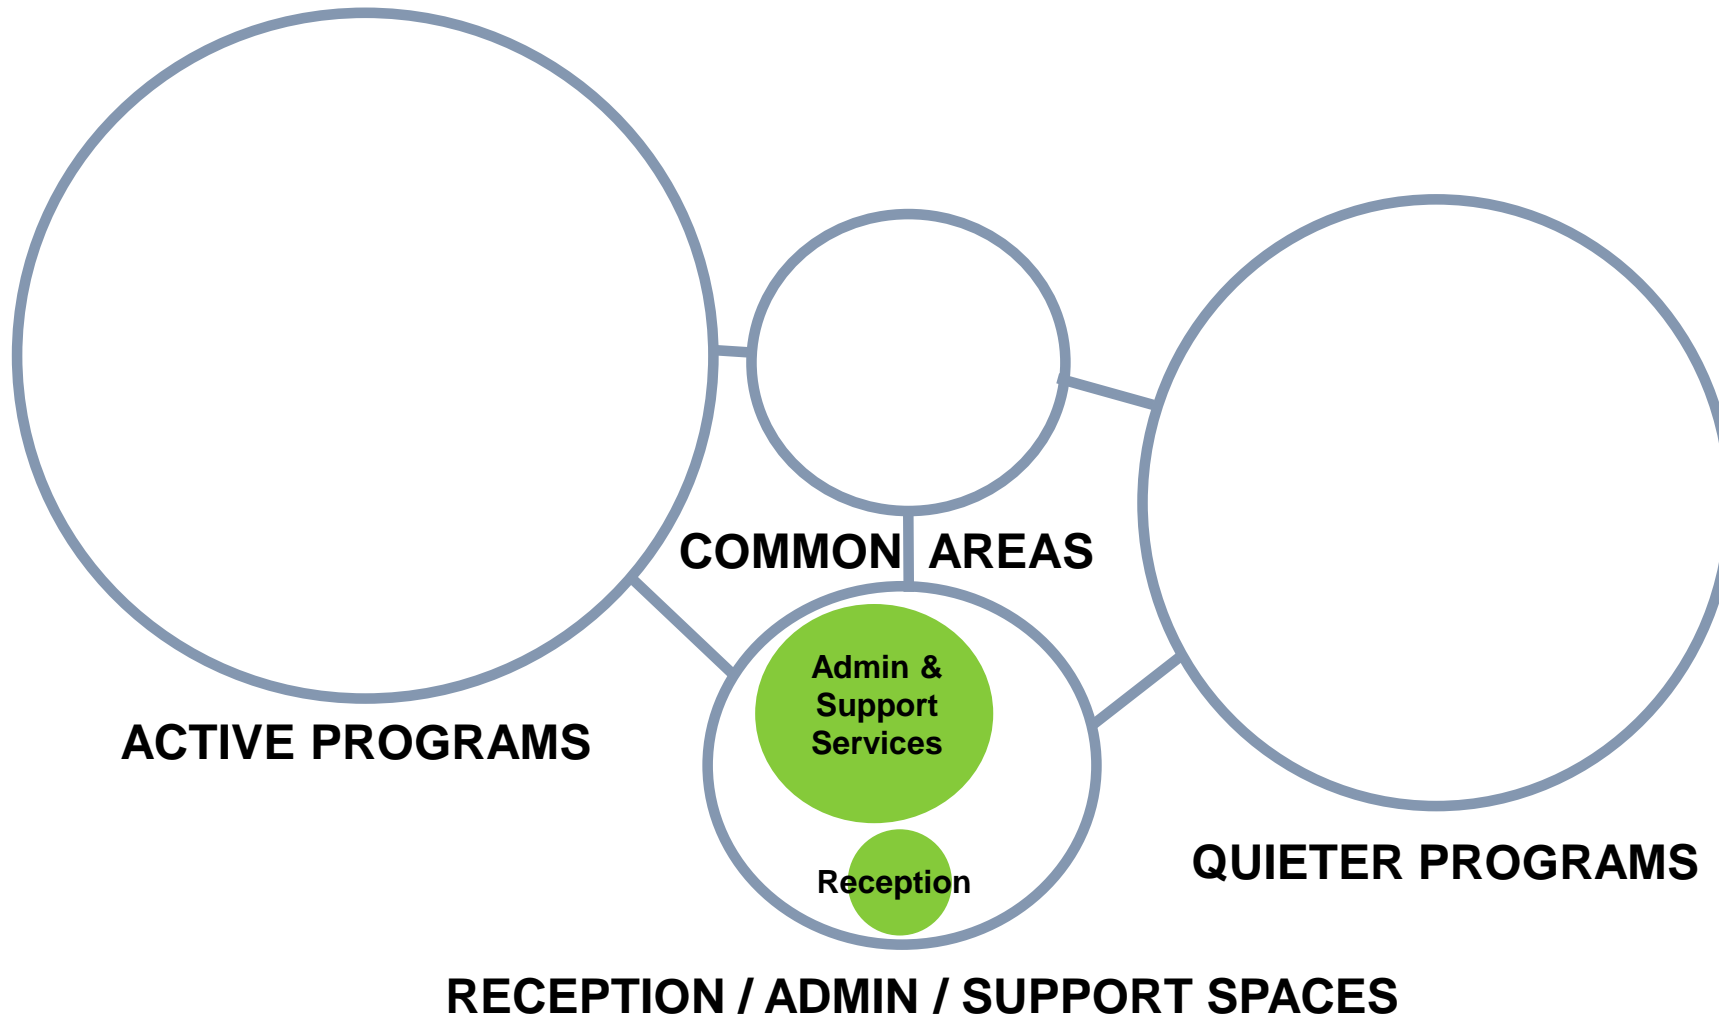 COMMON AREAS
Admin &
Support
Services
ACTIVE PROGRAMS
Reception
QUIETER PROGRAMS
RECEPTION / ADMIN / SUPPORT SPACES